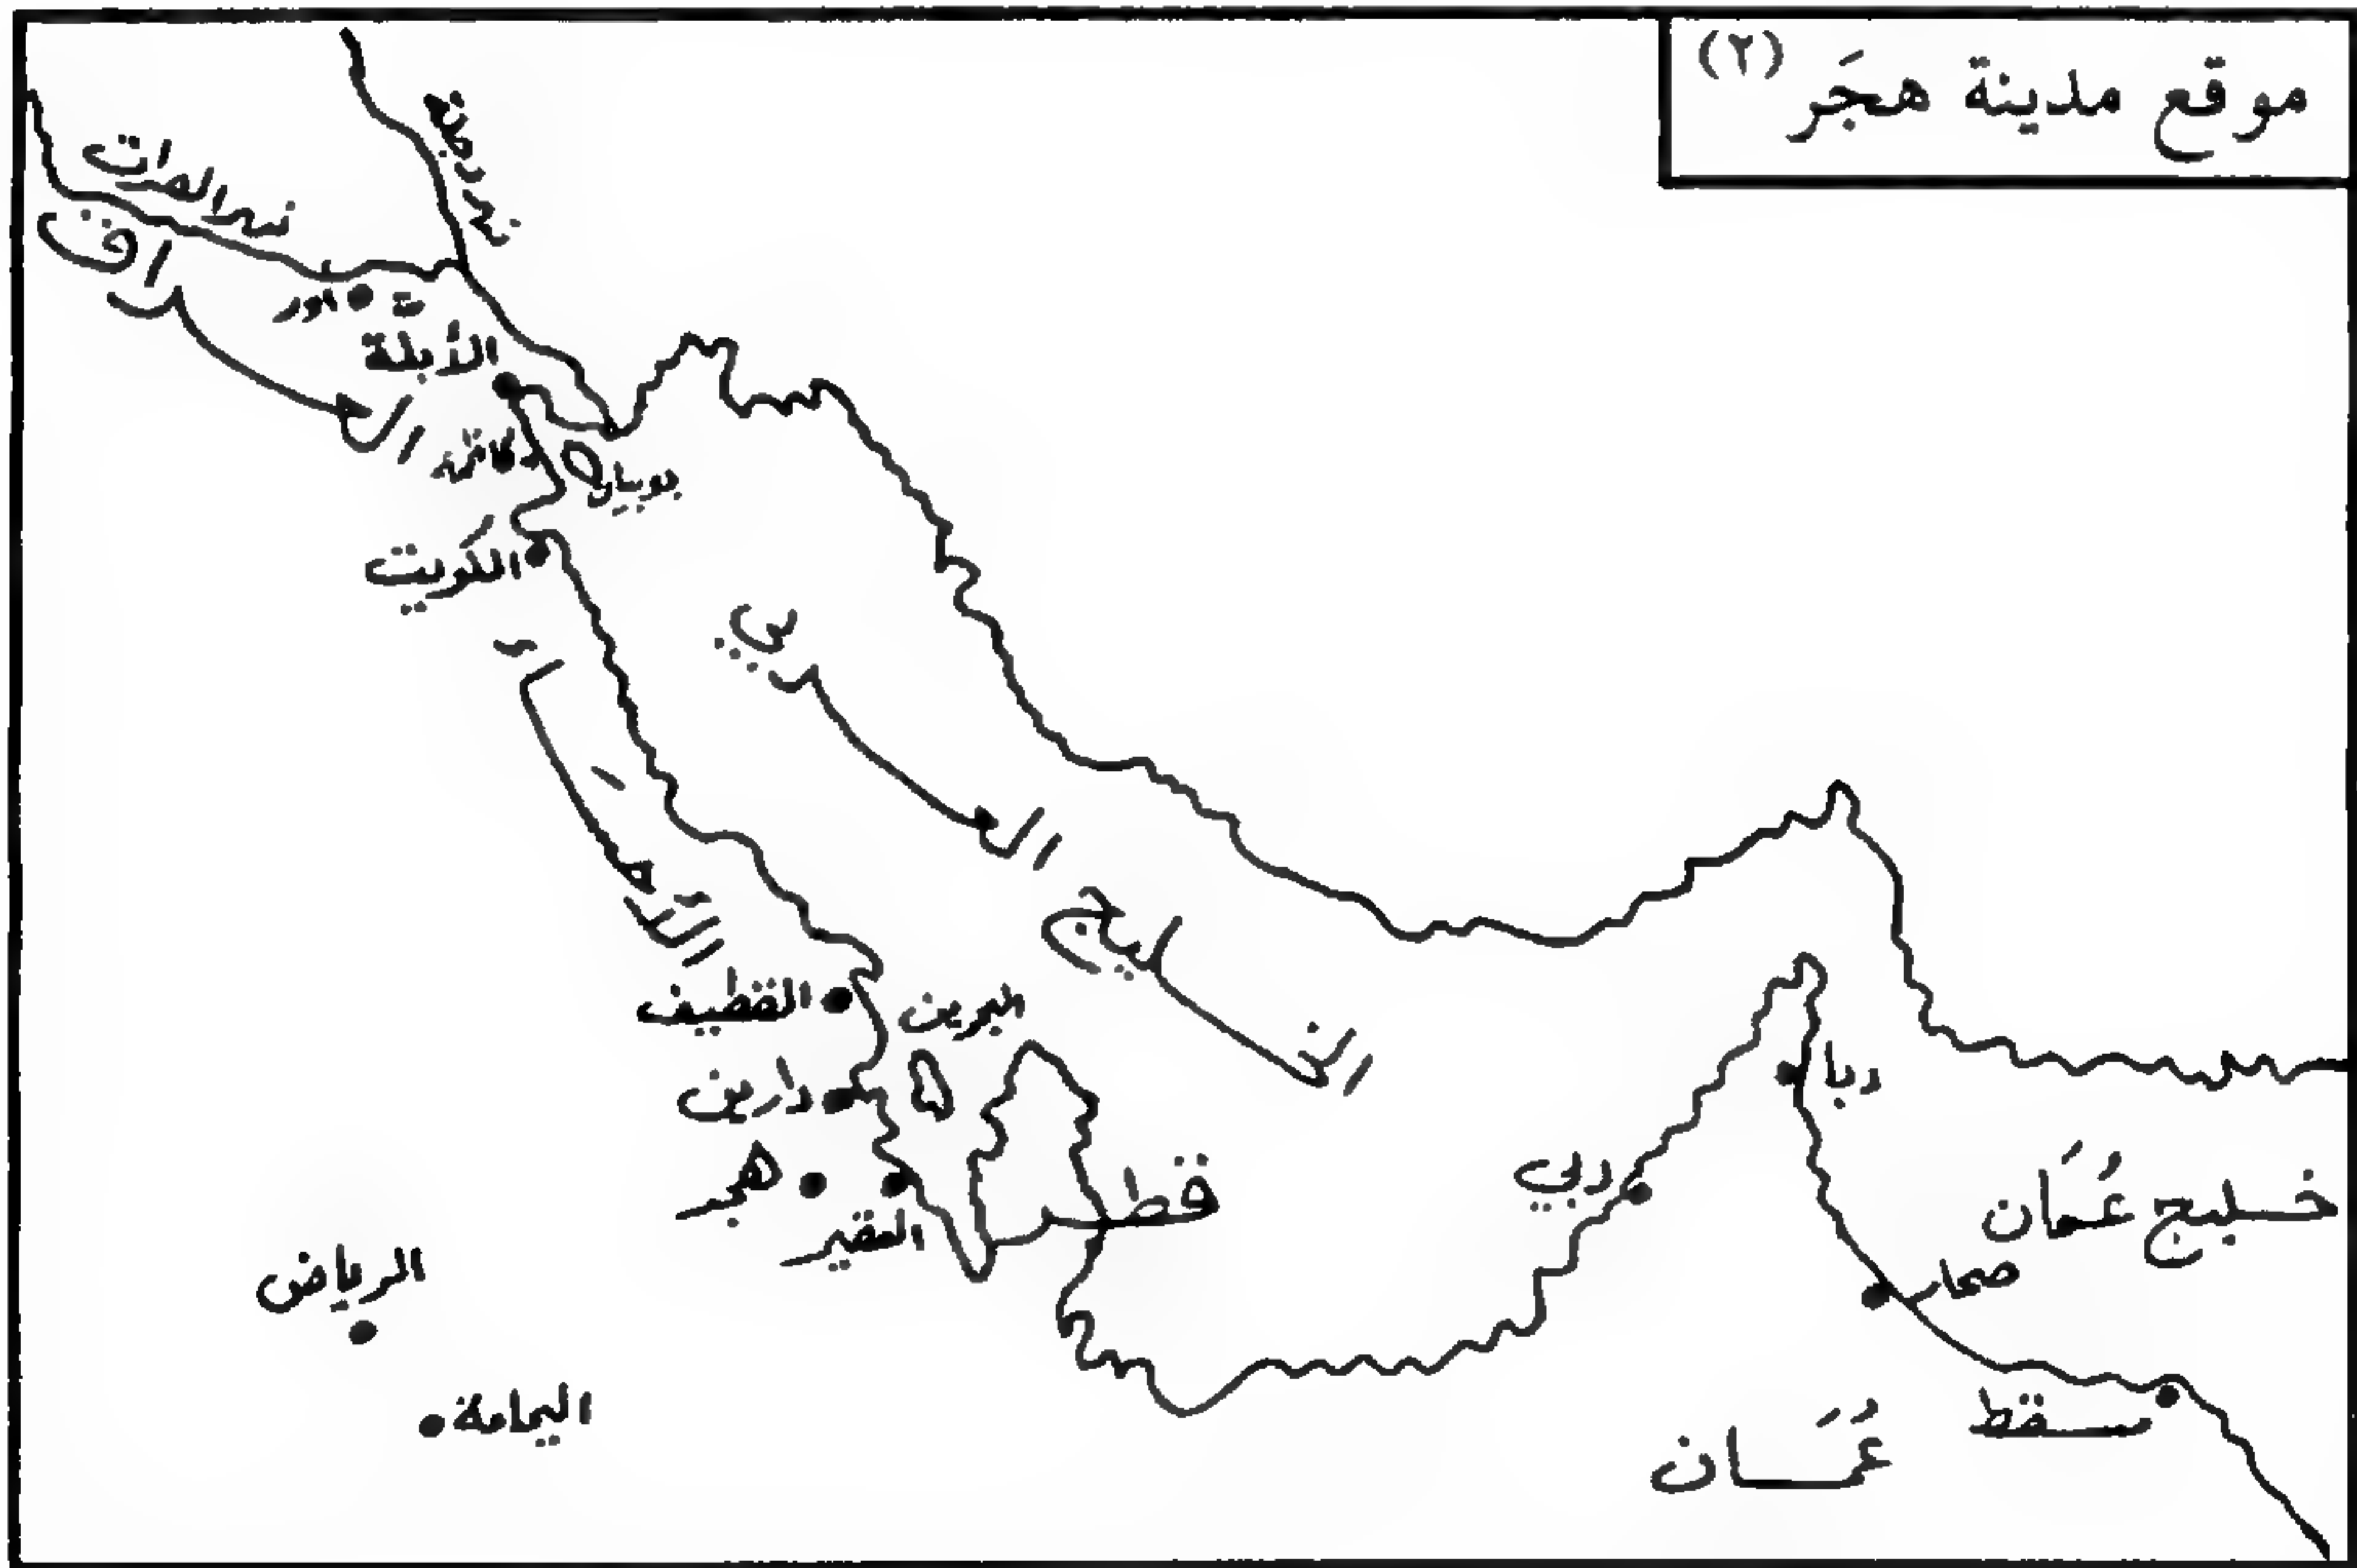 موقع مدينة هجَر (٢)
نهر دجلة
نهر الفرات
العراق
أور
الأبلة
كاظمة
بوبيان
الكويت
الخليج العربي
الدهناء
القطيف
البحرين
دارين
هجر
العقير
قطر
دبي
دبا
خليج عُمَان
صحار
الرياض
اليمامة
مسقط
عُمَان